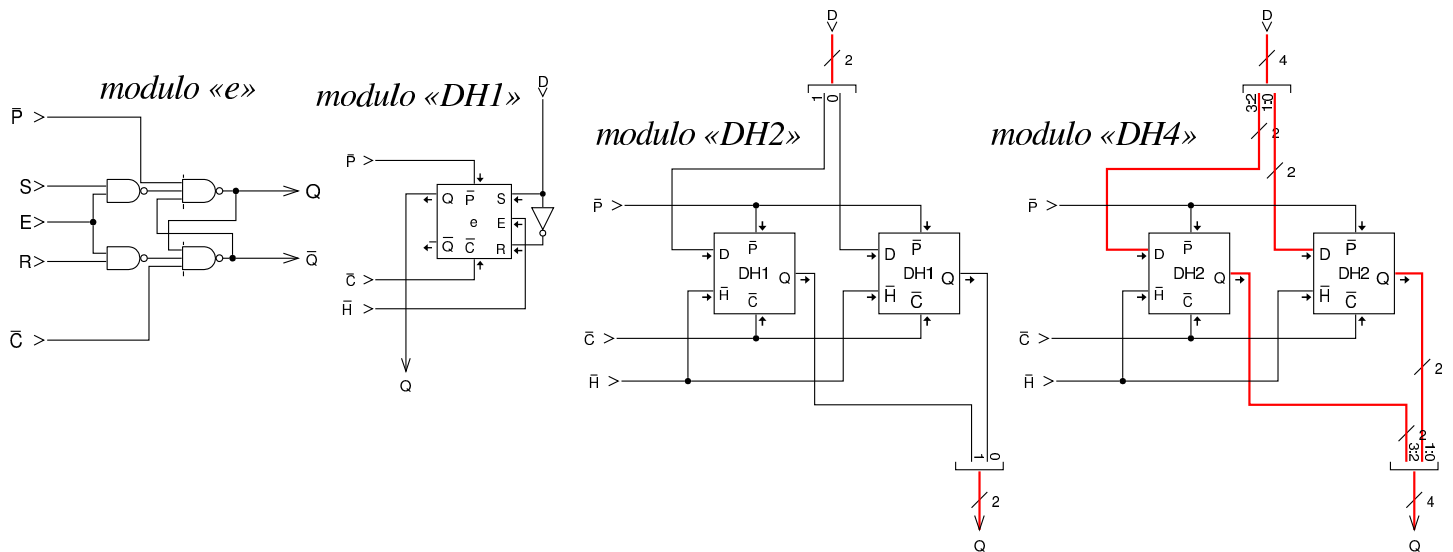 modulo «e»
P̅
S
E
R
C̅
Q
Q̅
modulo «DH1»
D
P̅
Q P̅ S
e E
Q̅ C̅ R
C̅
H̅
Q
modulo «DH2»
D
2
1 0
P̅
D P̅
DH1 Q
H̅ C̅
D P̅
DH1 Q
H̅ C̅
C̅
H̅
1 0
2
Q
modulo «DH4»
D
4
3:2 1:0
2
2
P̅
D P̅
DH2 Q
H̅ C̅
D P̅
DH2 Q
H̅ C̅
C̅
H̅
2
2
3:2 1:0
4
Q